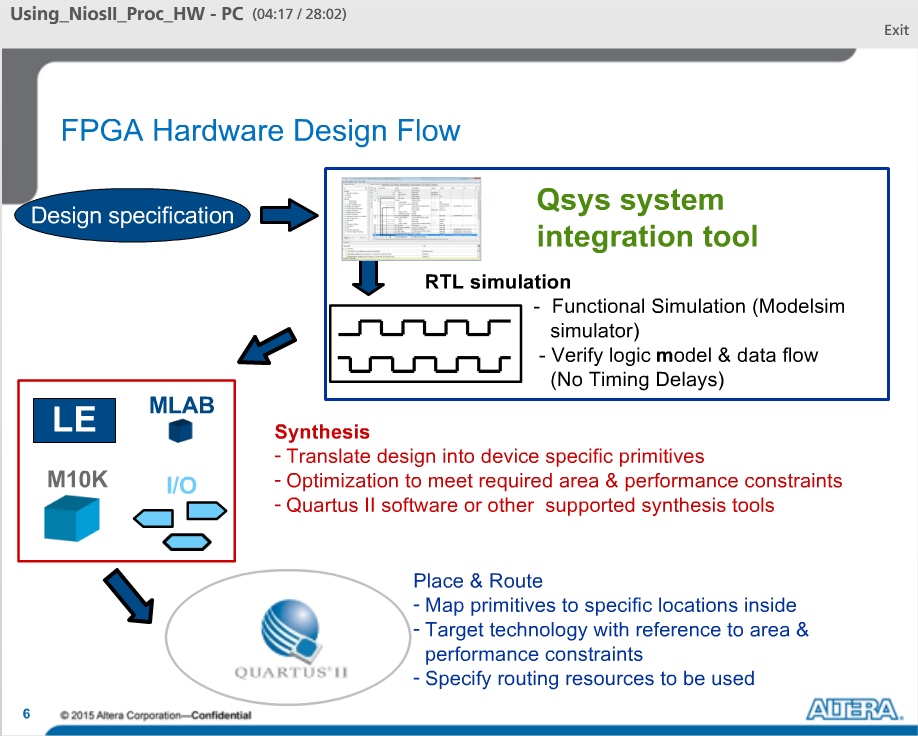 Using_NiosII_Proc_HW - PC (04:17 / 28:02)
Exit
FPGA Hardware Design Flow
Design specification
Qsys system
integration tool
RTL simulation
- Functional Simulation (Modelsim
simulator)
- Verify logic model & data flow
(No Timing Delays)
LE
MLAB
M10K
I/O
Synthesis
- Translate design into device specific primitives
- Optimization to meet required area & performance constraints
- Quartus II software or other supported synthesis tools
Place & Route
- Map primitives to specific locations inside
- Target technology with reference to area &
performance constraints
- Specify routing resources to be used
QUARTUS® II
6
© 2015 Altera Corporation—Confidential
ALTERA.